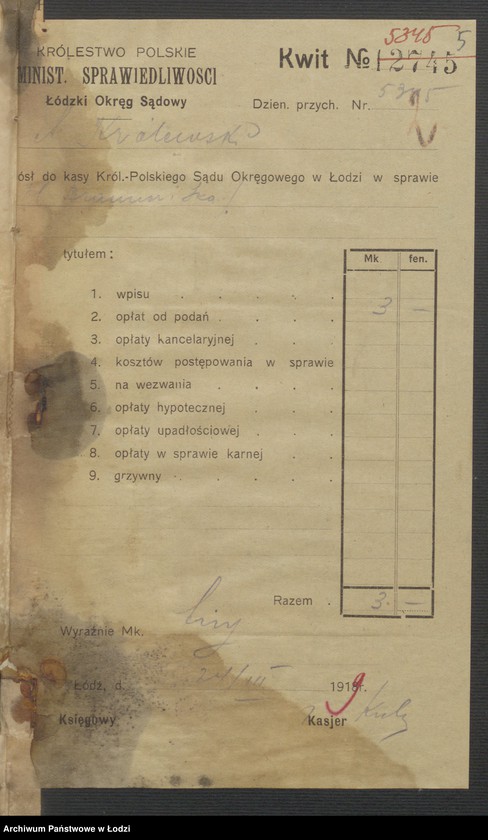 5345 5
KRÓLESTWO POLSKIE
MINIST. SPRAWIEDLIWOSCI
Kwit № 12745
Łódzki Okręg Sądowy
Dzien. przych. Nr. 5345
ósł do kasy Król.-Polskiego Sądu Okręgowego w Łodzi w sprawie
tytułem:
Mk. fen.
1. wpisu
2. opłat od podań 3 —
3. opłaty kancelaryjnej
4. kosztów postępowania w sprawie
5. na wezwania
6. opłaty hypotecznej
7. opłaty upadłościowej
8. opłaty w sprawie karnej
9. grzywny
Razem 3 —
Wyraźnie Mk.
Łódź, d. 1919 r.
Księgowy Kasjer
Archiwum Państwowe w Łodzi